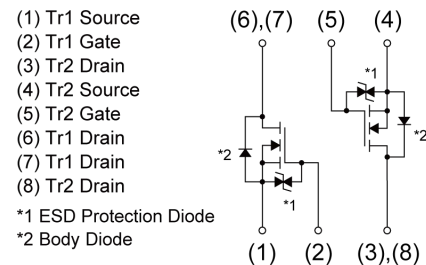 (1) Tr1 Source
(2) Tr1 Gate
(3) Tr2 Drain
(4) Tr2 Source
(5) Tr2 Gate
(6) Tr1 Drain
(7) Tr1 Drain
(8) Tr2 Drain
*1 ESD Protection Diode
*2 Body Diode
(6),(7) (5) (4)
*1
*2
*2
*1
(1) (2) (3),(8)